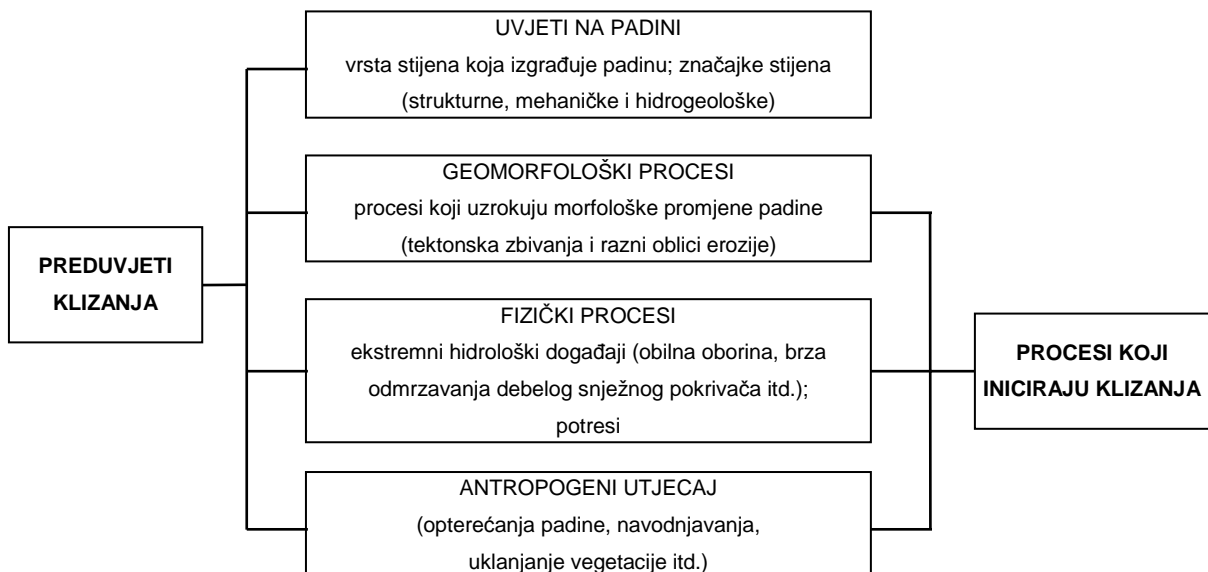 UVJETI NA PADINI
vrsta stijena koja izgrađuje padinu; značajke stijena
(strukturne, mehaničke i hidrogeološke)
GEOMORFOLOŠKI PROCESI
procesi koji uzrokuju morfološke promjene padine
(tektonska zbivanja i razni oblici erozije)
PREDUVJETI
KLIZANJA
FIZIČKI PROCESI
ekstremni hidrološki događaji (obilna oborina, brza
odmrzavanja debelog snježnog pokrivača itd.);
potresi
PROCESI KOJI
INICIRAJU KLIZANJA
ANTROPOGENI UTJECAJ
(opterećanja padine, navodnjavanja,
uklanjanje vegetacije itd.)